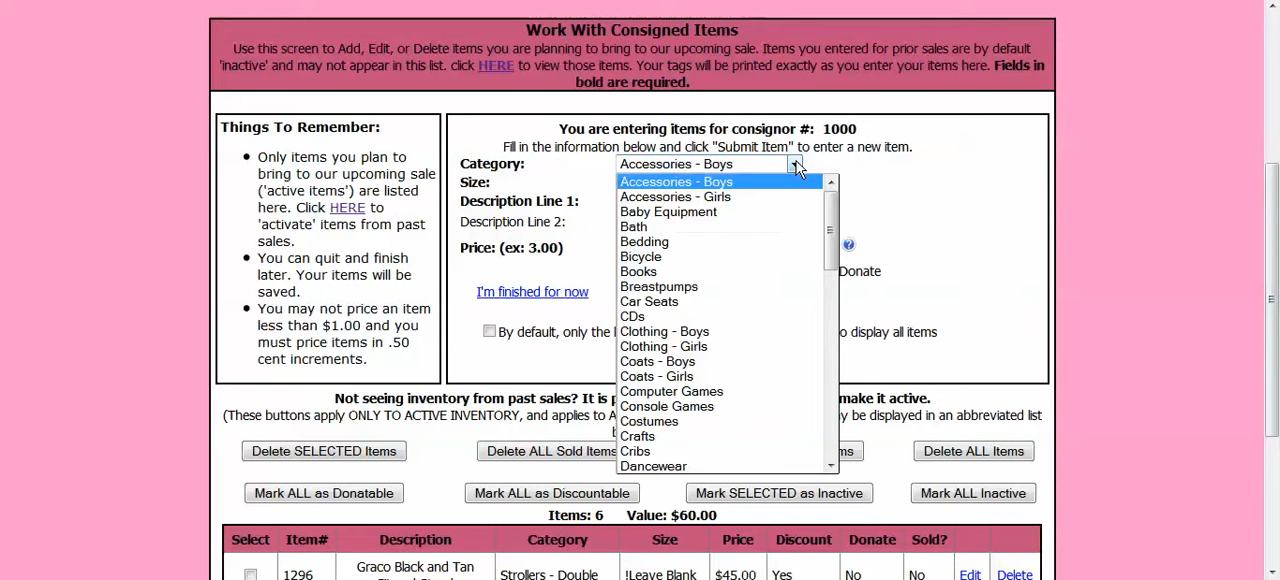 Work With Consigned Items
Use this screen to Add, Edit, or Delete items you are planning to bring to our upcoming sale. Items you entered for prior sales are by default
'inactive' and may not appear in this list. click HERE to view those items. Your tags will be printed exactly as you enter your items here. Fields in
bold are required.
Things To Remember:
Only items you plan to
bring to our upcoming sale
('active items') are listed
here. Click HERE to
'activate' items from past
sales.
You can quit and finish
later. Your items will be
saved.
You may not price an item
less than $1.00 and you
must price items in .50
cent increments.
You are entering items for consignor #: 1000
Fill in the information below and click "Submit Item" to enter a new item.
Category: Accessories - Boys
Size:
Description Line 1:
Description Line 2:
Price: (ex: 3.00)
Donate
I'm finished for now
By default, only the to display all items
Accessories - Boys
Accessories - Girls
Baby Equipment
Bath
Bedding
Bicycle
Books
Breastpumps
Car Seats
CDs
Clothing - Boys
Clothing - Girls
Coats - Boys
Coats - Girls
Computer Games
Console Games
Costumes
Crafts
Cribs
Dancewear
Not seeing inventory from past sales? It is make it active.
(These buttons apply ONLY TO ACTIVE INVENTORY, and applies to be displayed in an abbreviated list
Delete SELECTED Items Delete ALL Sold Items Delete ALL Items
Mark ALL as Donatable Mark ALL as Discountable Mark SELECTED as Inactive Mark ALL Inactive
Items: 6 Value: $60.00
Select Item# Description Category Size Price Discount Donate Sold?
Graco Black and Tan
1296 Strollers - Double !Leave Blank $45.00 Yes No No Edit Delete